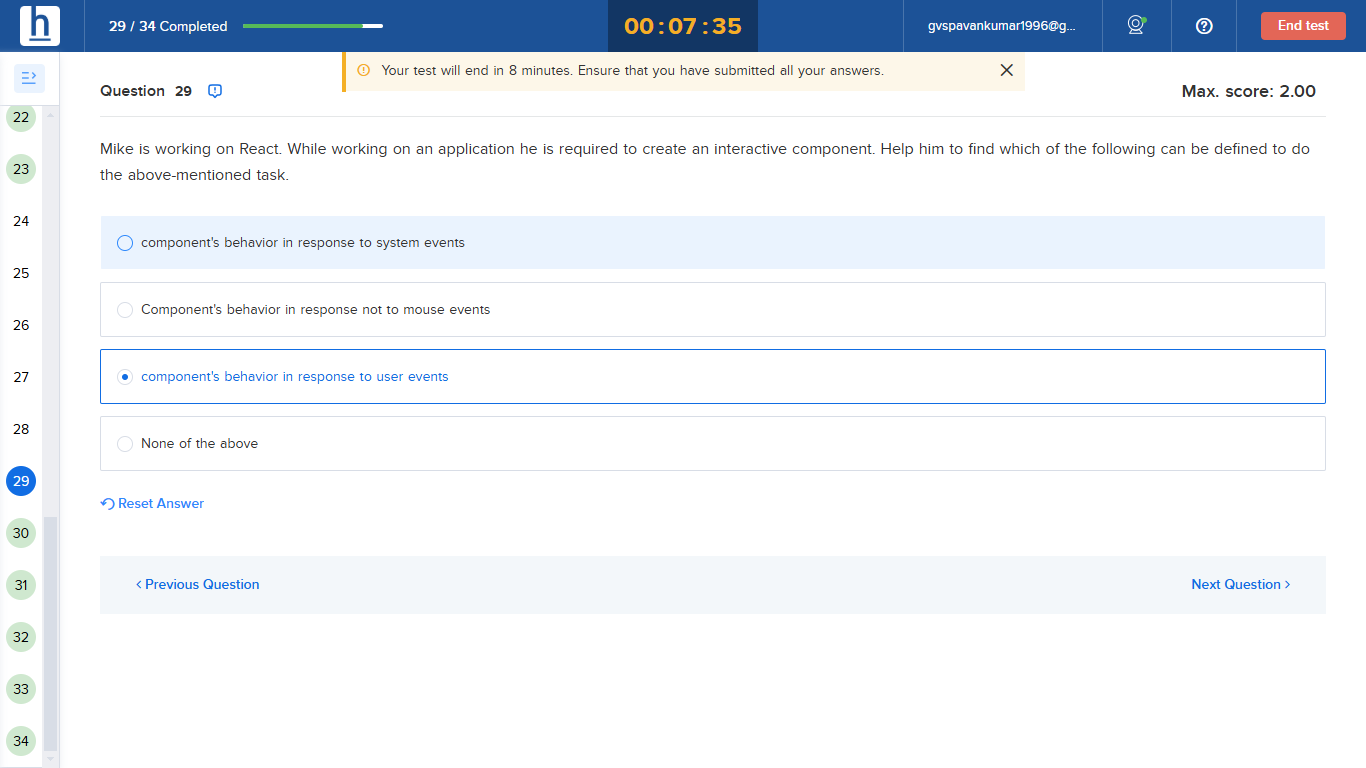 h
29 / 34 Completed
00 : 07 : 35
gvspavankumar1996@g...
End test
Your test will end in 8 minutes. Ensure that you have submitted all your answers.
Question 29
Max. score: 2.00
22
23
24
25
26
27
28
29
30
31
32
33
34
Mike is working on React. While working on an application he is required to create an interactive component. Help him to find which of the following can be defined to do
the above-mentioned task.
component's behavior in response to system events
Component's behavior in response not to mouse events
component's behavior in response to user events
None of the above
Reset Answer
Previous Question
Next Question